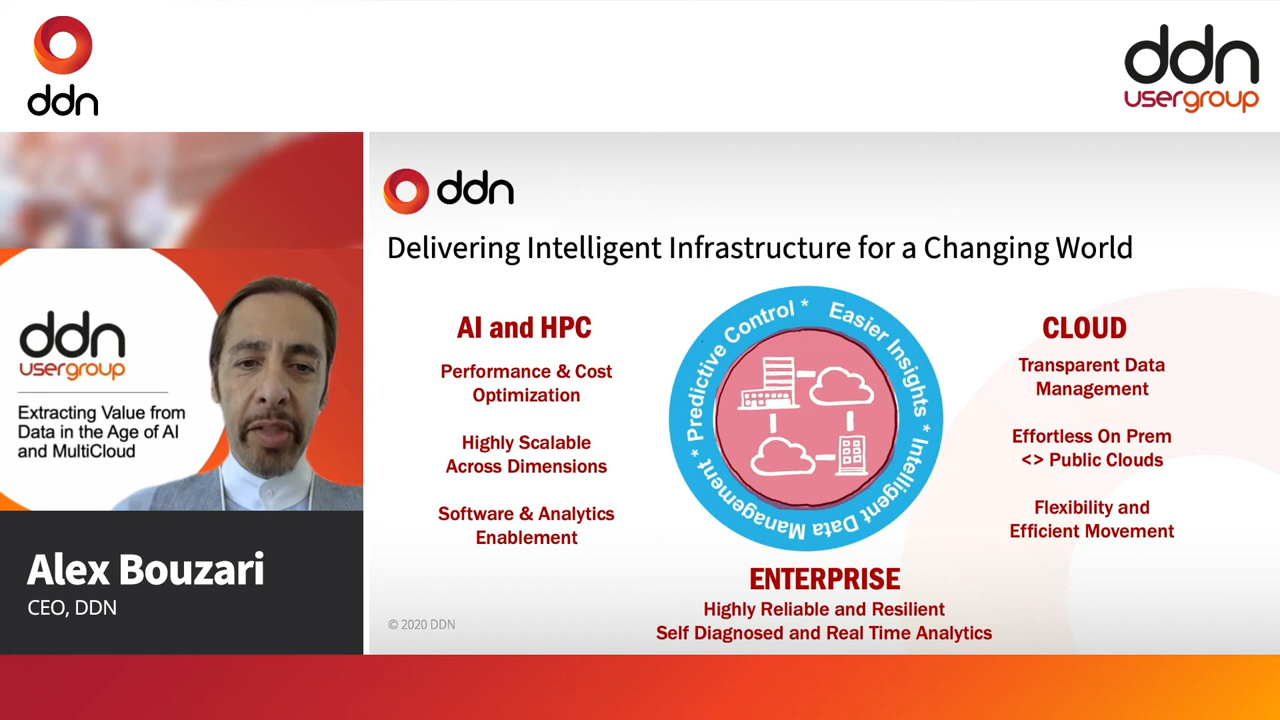 ddn
ddn
usergroup
ddn
usergroup
Extracting Value from
Data in the Age of AI
and MultiCloud
Alex Bouzari
CEO, DDN
ddn
Delivering Intelligent Infrastructure for a Changing World
AI and HPC
Performance & Cost
Optimization
Highly Scalable
Across Dimensions
Software & Analytics
Enablement
Predictive Control * Easier Insights * Intelligent Data Management *
CLOUD
Transparent Data
Management
Effortless On Prem
<> Public Clouds
Flexibility and
Efficient Movement
ENTERPRISE
Highly Reliable and Resilient
Self Diagnosed and Real Time Analytics
© 2020 DDN